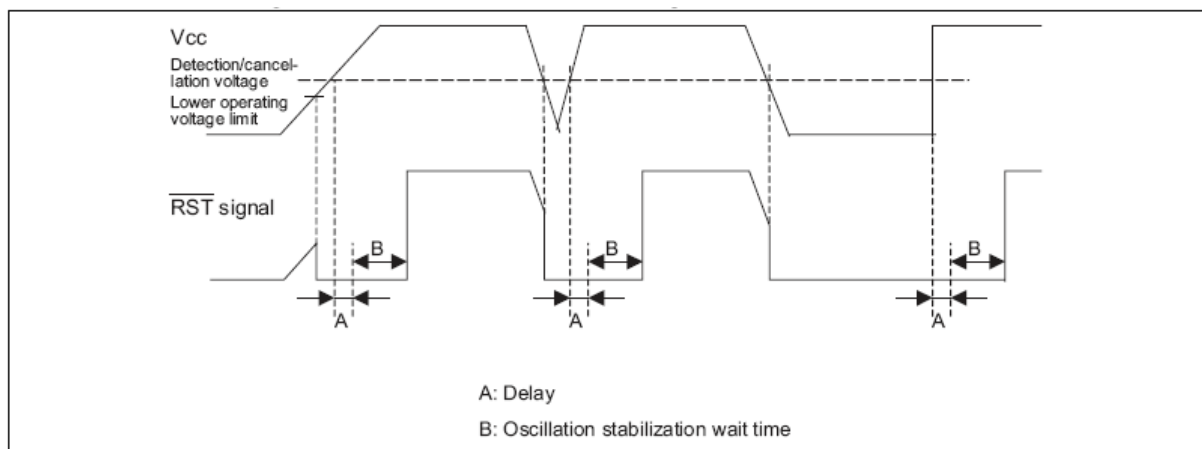 Vcc
Detection/cancel-
lation voltage
Lower operating
voltage limit
RST signal
B
B
B
A
A
A
A: Delay
B: Oscillation stabilization wait time